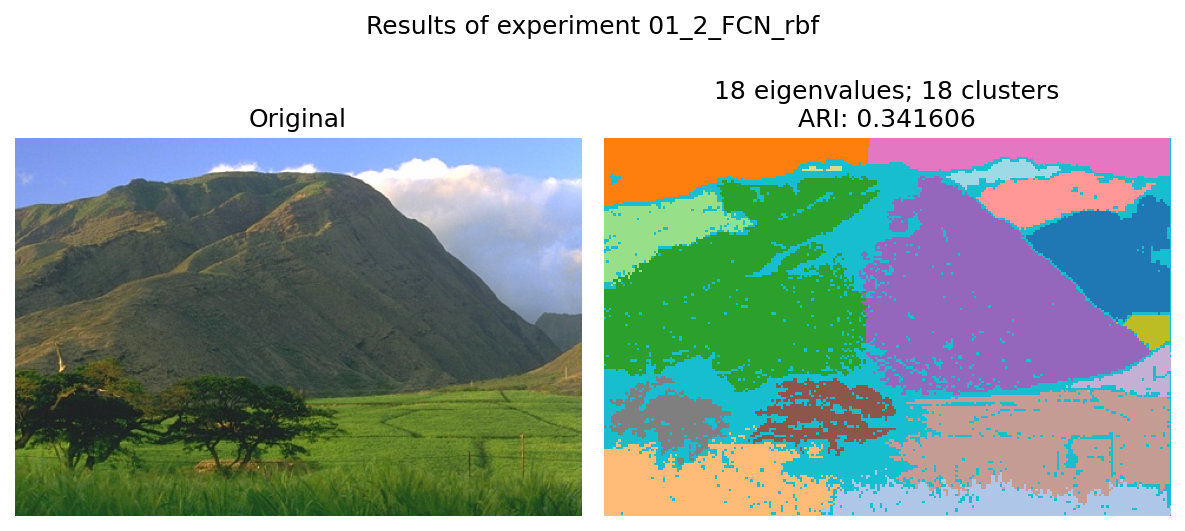 Results of experiment 01_2_FCN_rbf
Original
18 eigenvalues; 18 clusters
ARI: 0.341606